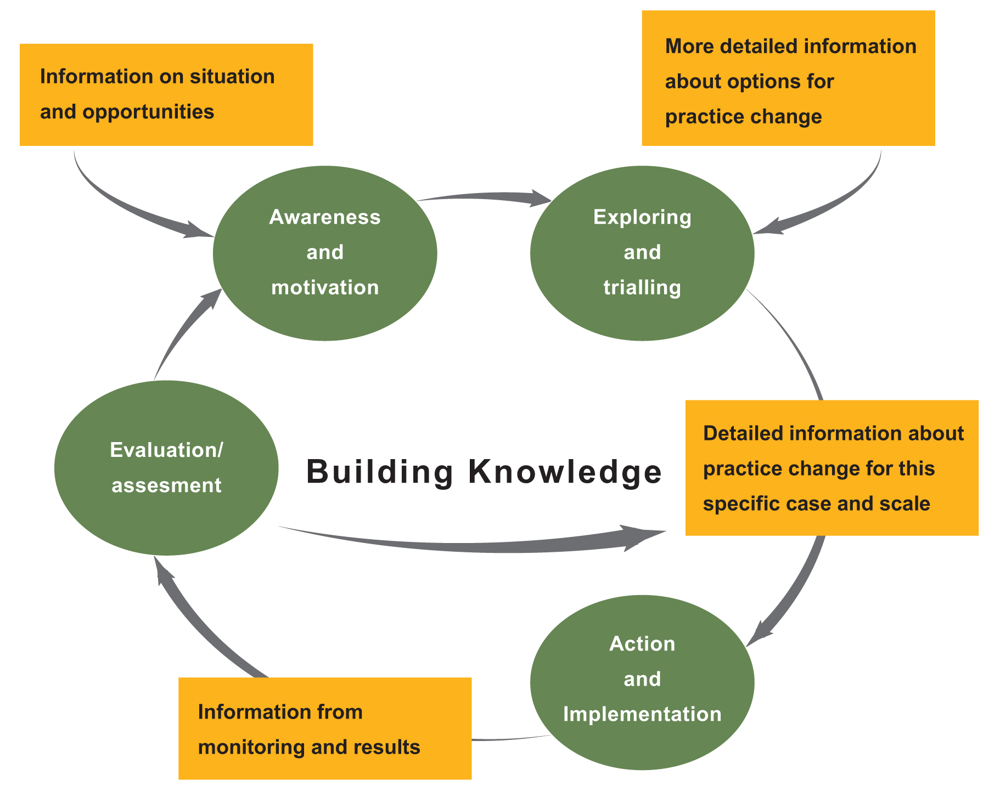 Information on situation
and opportunities
More detailed information
about options for
practice change
Awareness
and
motivation
Exploring
and
trialling
Evaluation/
assesment
Building Knowledge
Detailed information about
practice change for this
specific case and scale
Action
and
Implementation
Information from
monitoring and results